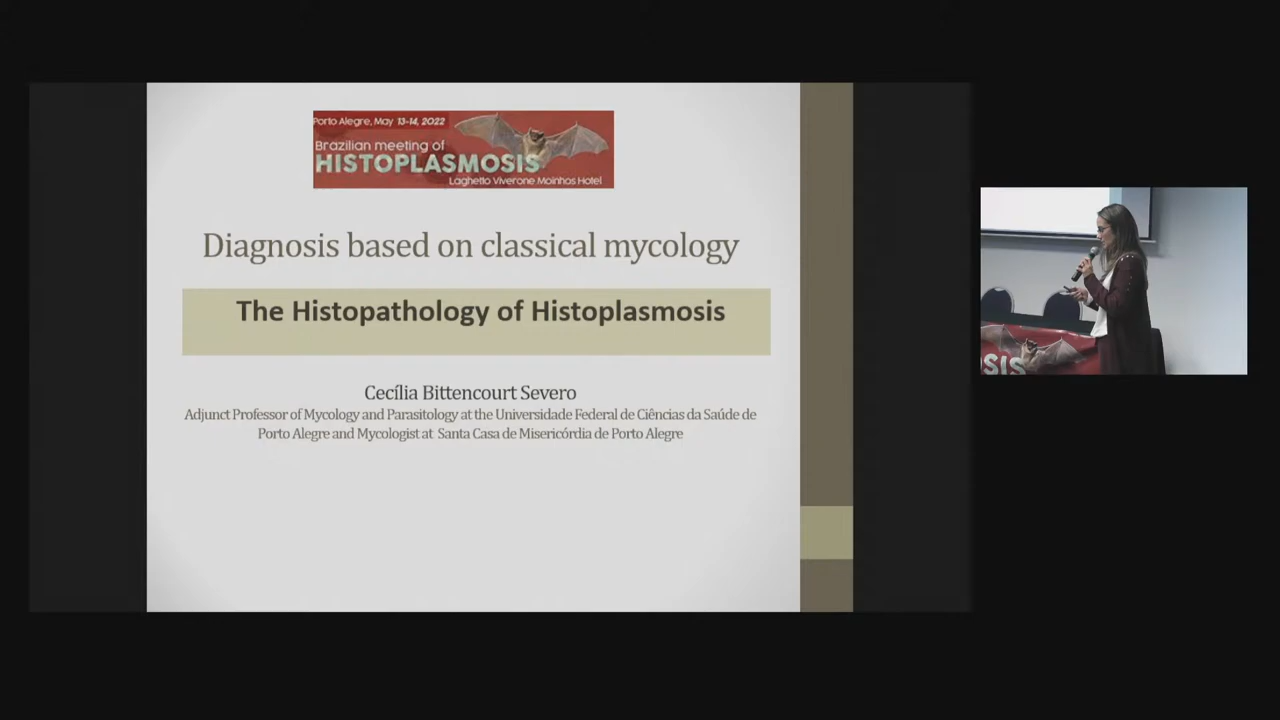 Porto Alegre, May 13-14, 2022
Brazilian meeting of
HISTOPLASMOSIS
Laghetto Viverone Moinhos Hotel
Diagnosis based on classical mycology
The Histopathology of Histoplasmosis
Cecília Bittencourt Severo
Adjunct Professor of Mycology and Parasitology at the Universidade Federal de Ciências da Saúde de
Porto Alegre and Mycologist at Santa Casa de Misericórdia de Porto Alegre
SIS